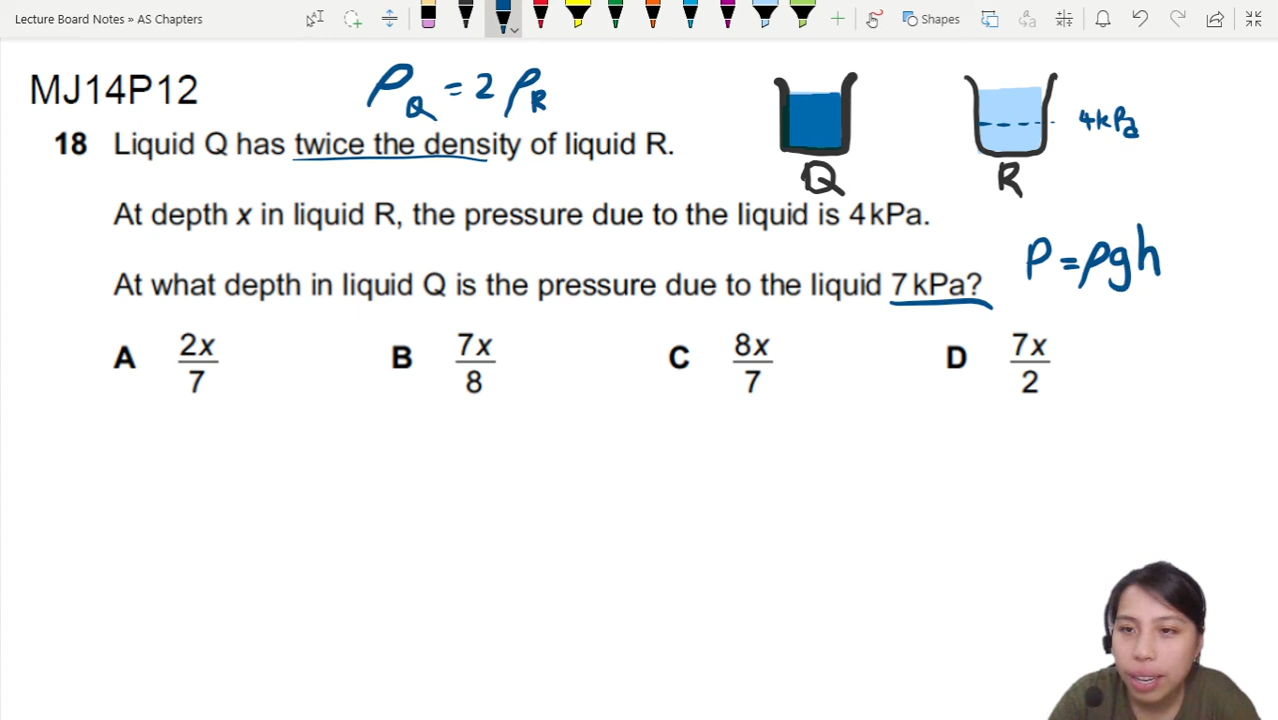 Lecture Board Notes » AS Chapters
Shapes
MJ14P12
ρQ = 2 ρR
18 Liquid Q has twice the density of liquid R.
Q
R
4kPa
At depth x in liquid R, the pressure due to the liquid is 4 kPa.
At what depth in liquid Q is the pressure due to the liquid 7 kPa?
P = ρgh
A 2x/7 B 7x/8 C 8x/7 D 7x/2